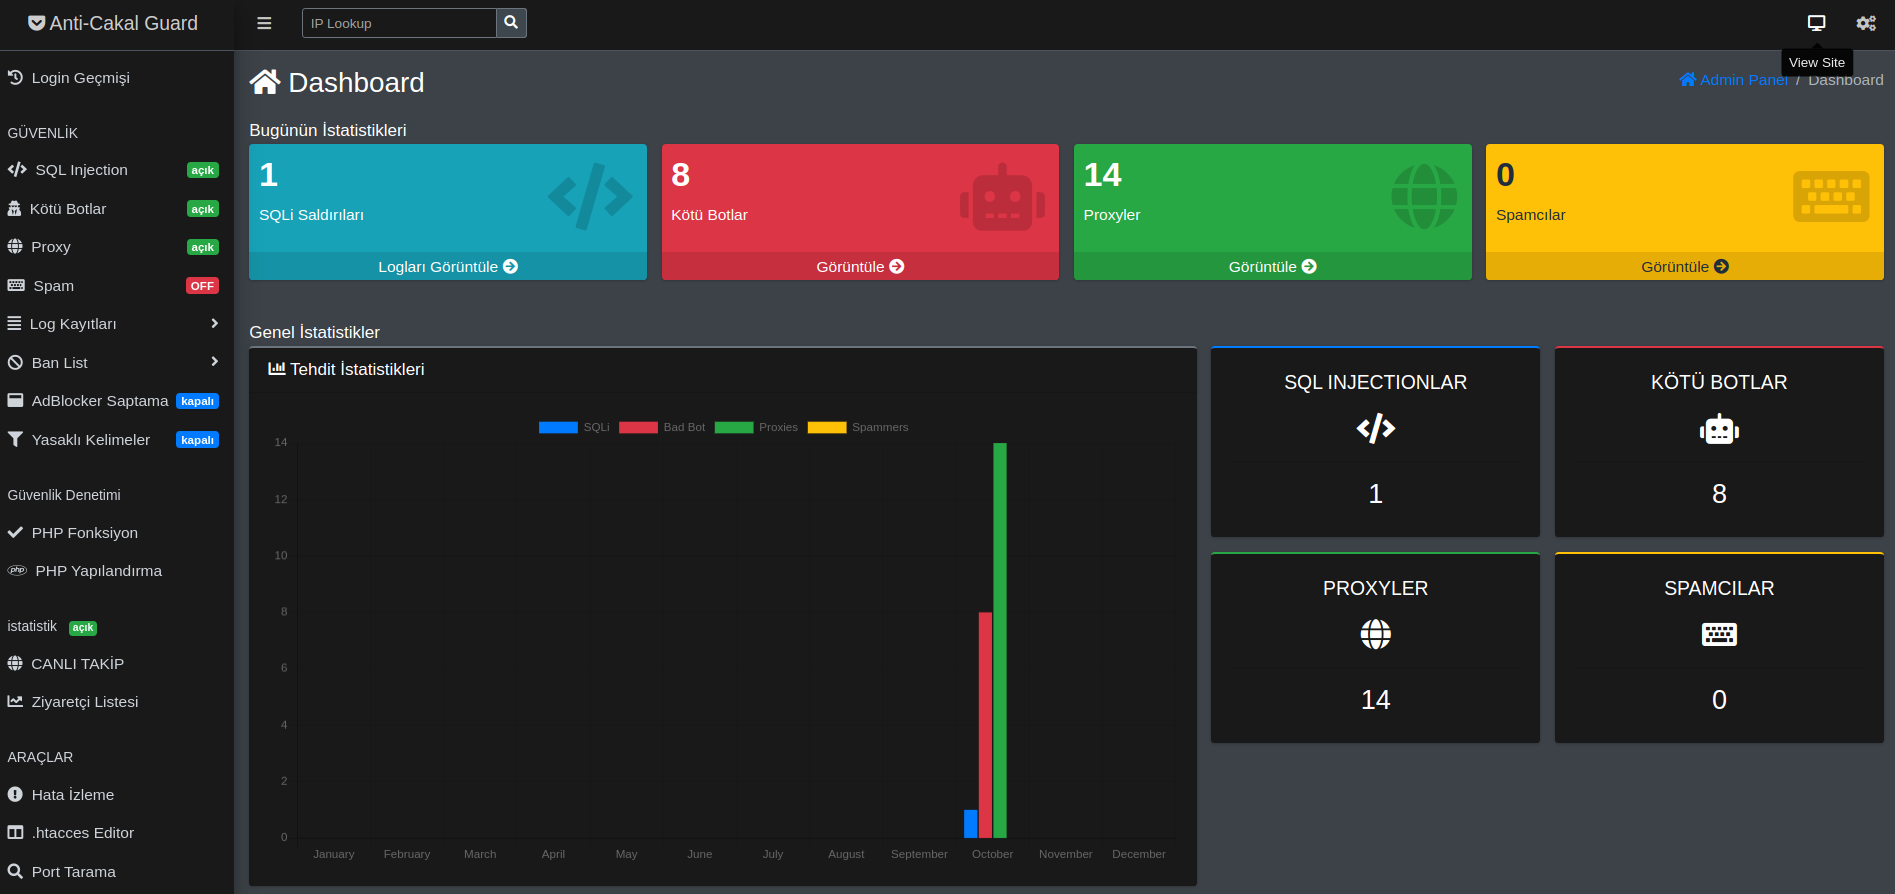 Anti-Cakal Guard
IP Lookup
View Site
Login Geçmişi
GÜVENLİK
SQL Injection açık
Kötü Botlar açık
Proxy açık
Spam OFF
Log Kayıtları
Ban List
AdBlocker Saptama kapalı
Yasaklı Kelimeler kapalı
Güvenlik Denetimi
PHP Fonksiyon
php PHP Yapılandırma
istatistik açık
CANLI TAKİP
Ziyaretçi Listesi
ARAÇLAR
Hata İzleme
.htacces Editor
Port Tarama
Dashboard
Admin Panel / Dashboard
Bugünün İstatistikleri
1
SQLi Saldırıları
Logları Görüntüle
8
Kötü Botlar
Görüntüle
14
Proxyler
Görüntüle
0
Spamcılar
Görüntüle
Genel İstatistikler
Tehdit İstatistikleri
SQLi Bad Bot Proxies Spammers
14
12
10
8
6
4
2
0
January February March April May June July August September October November December
SQL INJECTIONLAR
1
KÖTÜ BOTLAR
8
PROXYLER
14
SPAMCILAR
0